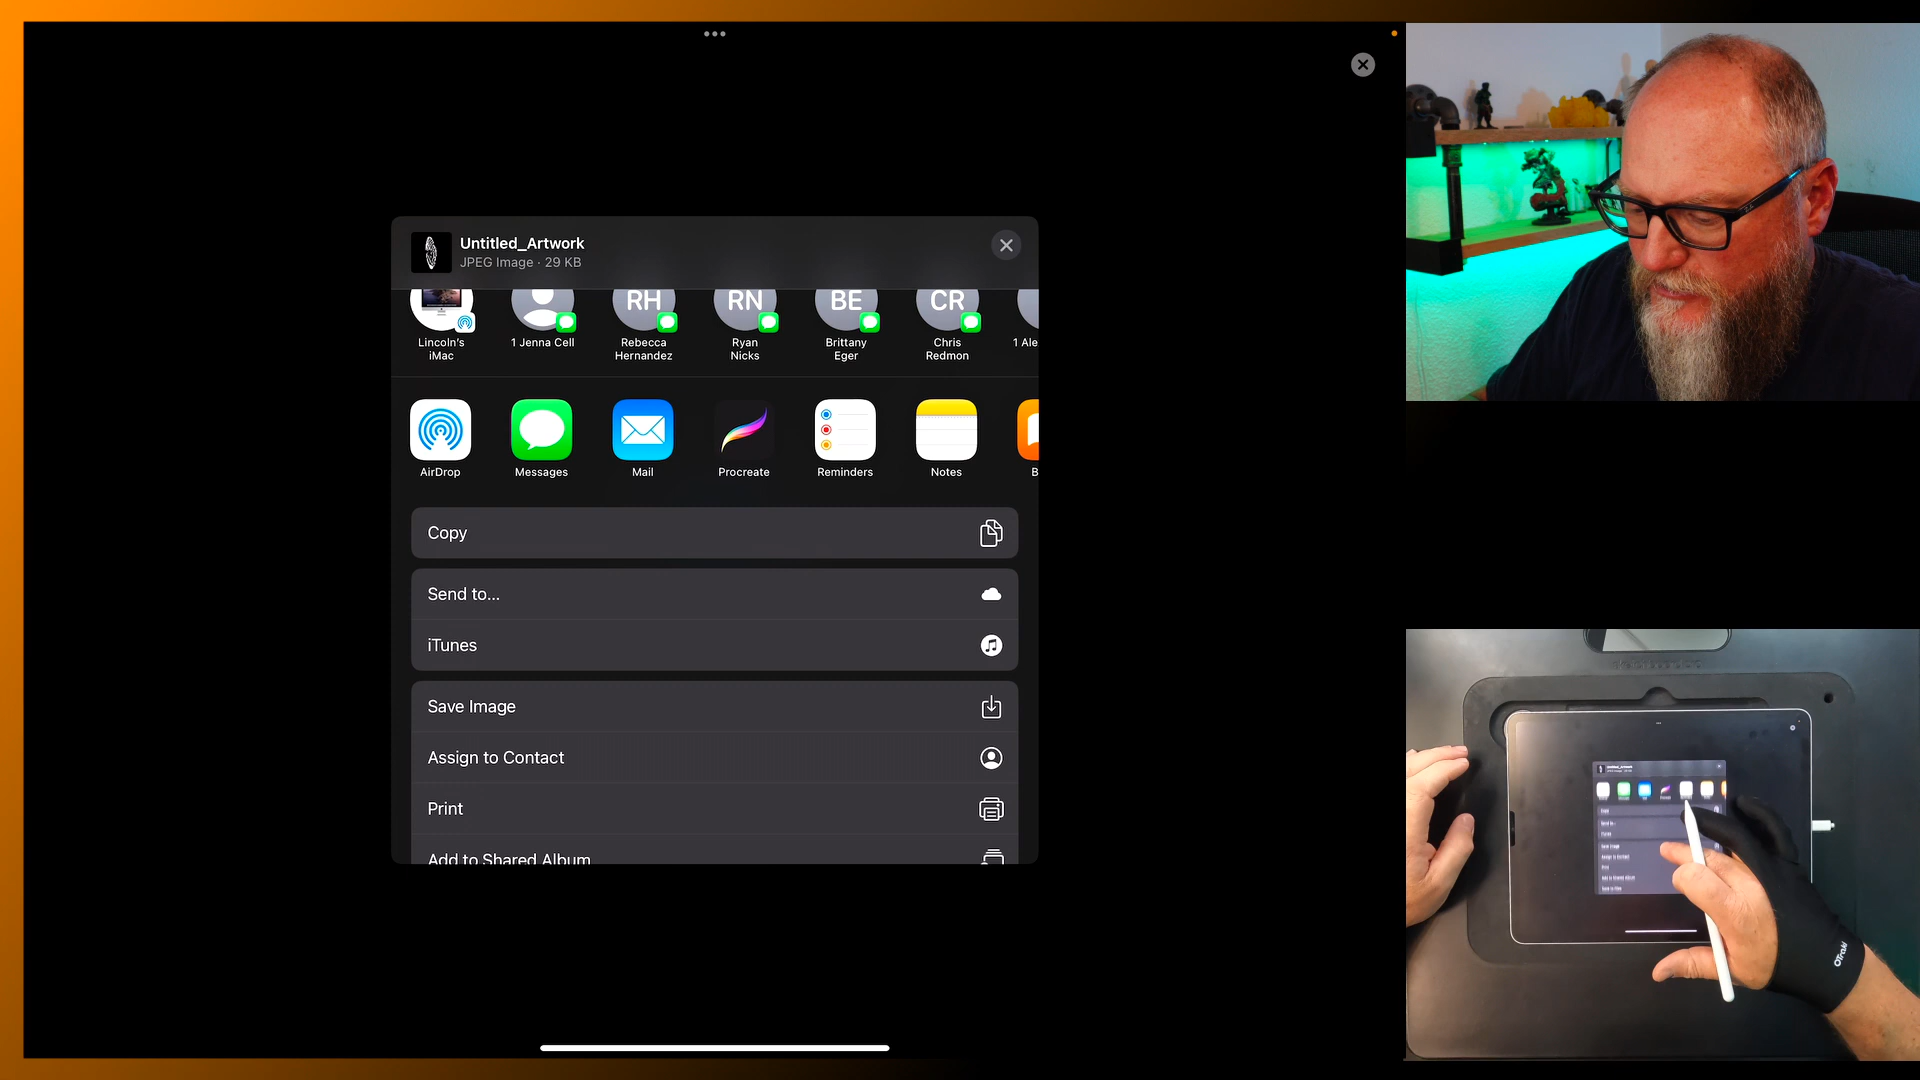 Untitled_Artwork
JPEG Image · 29 KB
RH
RN
BE
CR
Lincoln's
iMac
1 Jenna Cell
Rebecca
Hernandez
Ryan
Nicks
Brittany
Eger
Chris
Redmon
1 Ale
AirDrop
Messages
Mail
Procreate
Reminders
Notes
B
Copy
Send to...
iTunes
Save Image
Assign to Contact
Print
Add to Shared Album